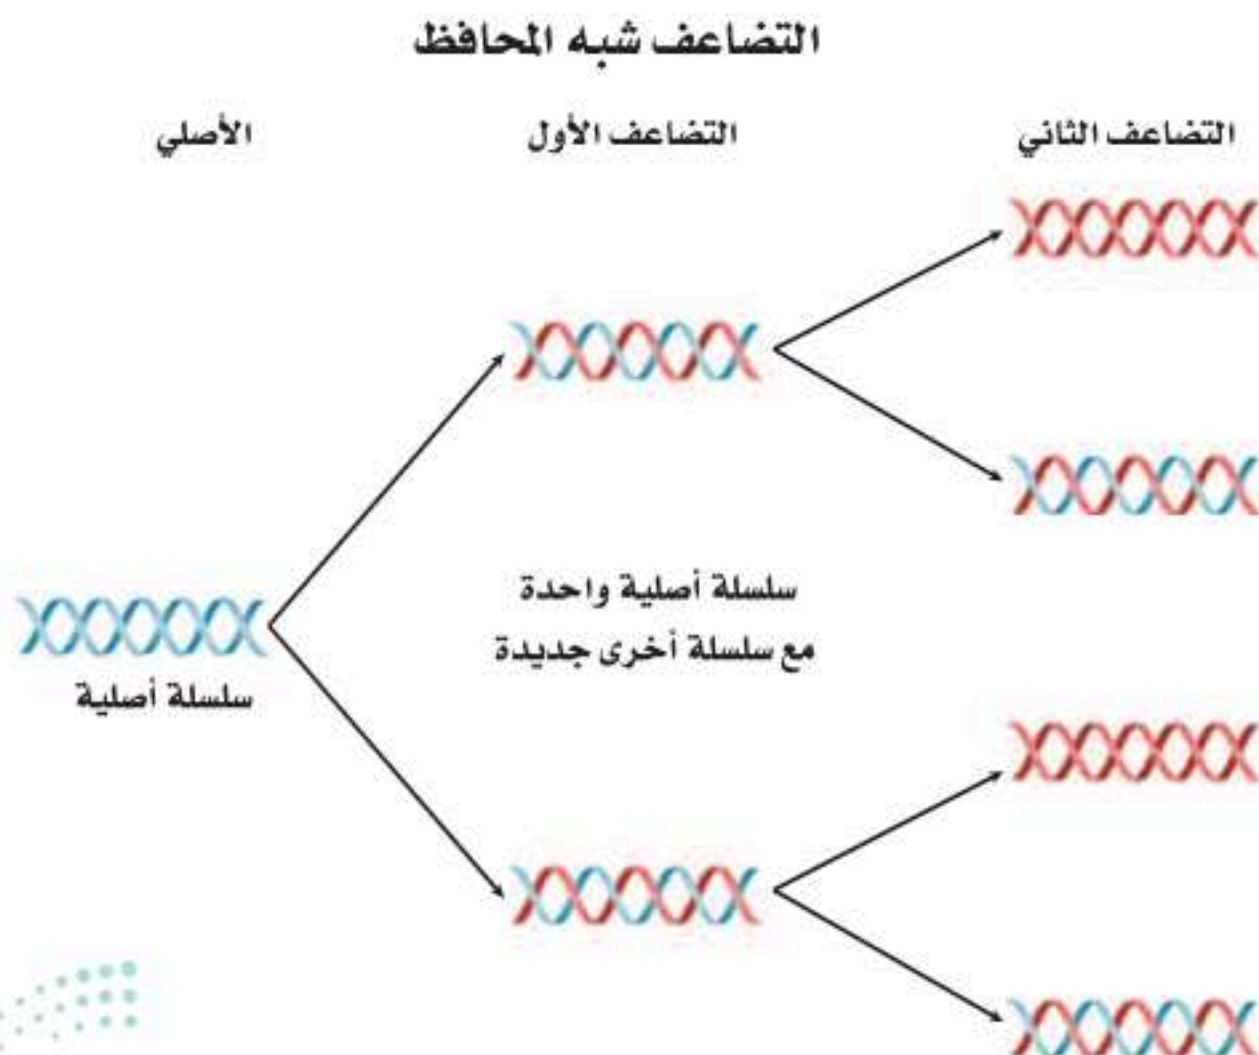 التضاعف شبه المحافظ
التضاعف الثاني
التضاعف الأول
الأصلي
سلسلة أصلية واحدة
مع سلسلة أخرى جديدة
سلسلة أصلية